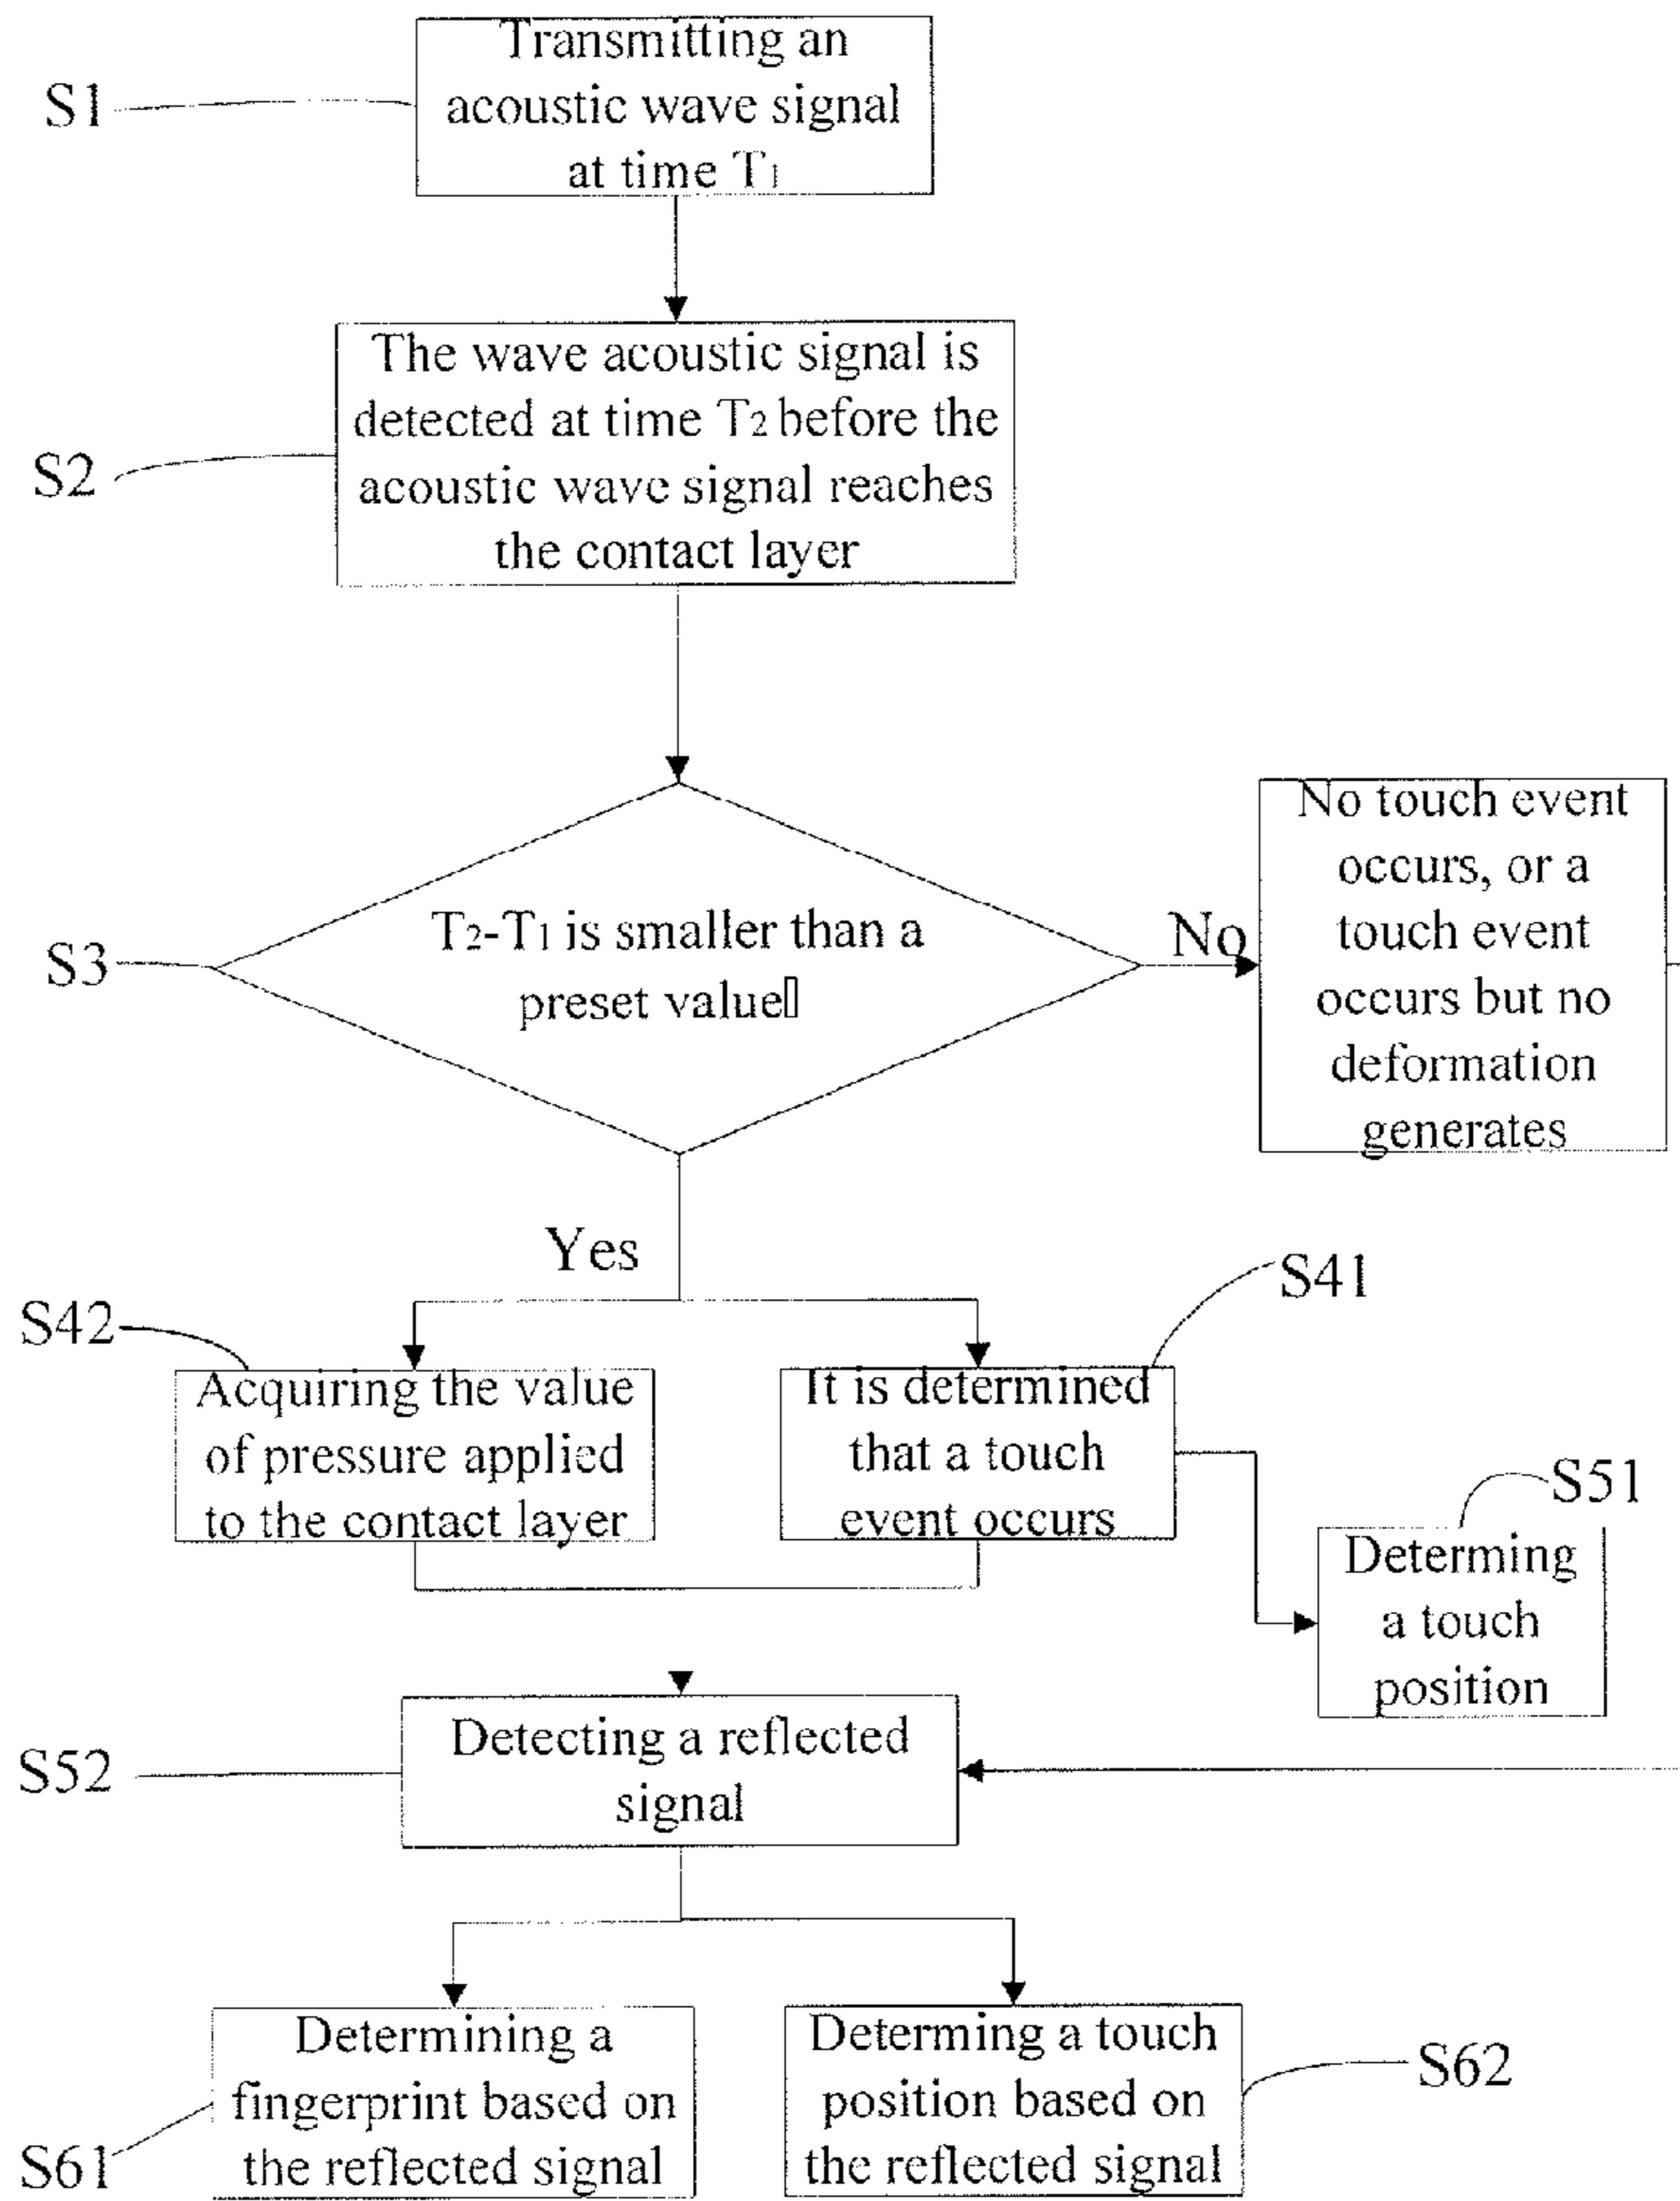 S1
Transmitting an
acoustic wave signal
at time T1
S2
The wave acoustic signal is
detected at time T2 before the
acoustic wave signal reaches
the contact layer
S3
T2-T1 is smaller than a
preset value▯
No
No touch event
occurs, or a
touch event
occurs but no
deformation
generates
Yes
S42
Acquiring the value
of pressure applied
to the contact layer
S41
It is determined
that a touch
event occurs
S51
Determing
a touch
position
S52
Detecting a reflected
signal
S61
Determining a
fingerprint based on
the reflected signal
S62
Determing a touch
position based on
the reflected signal